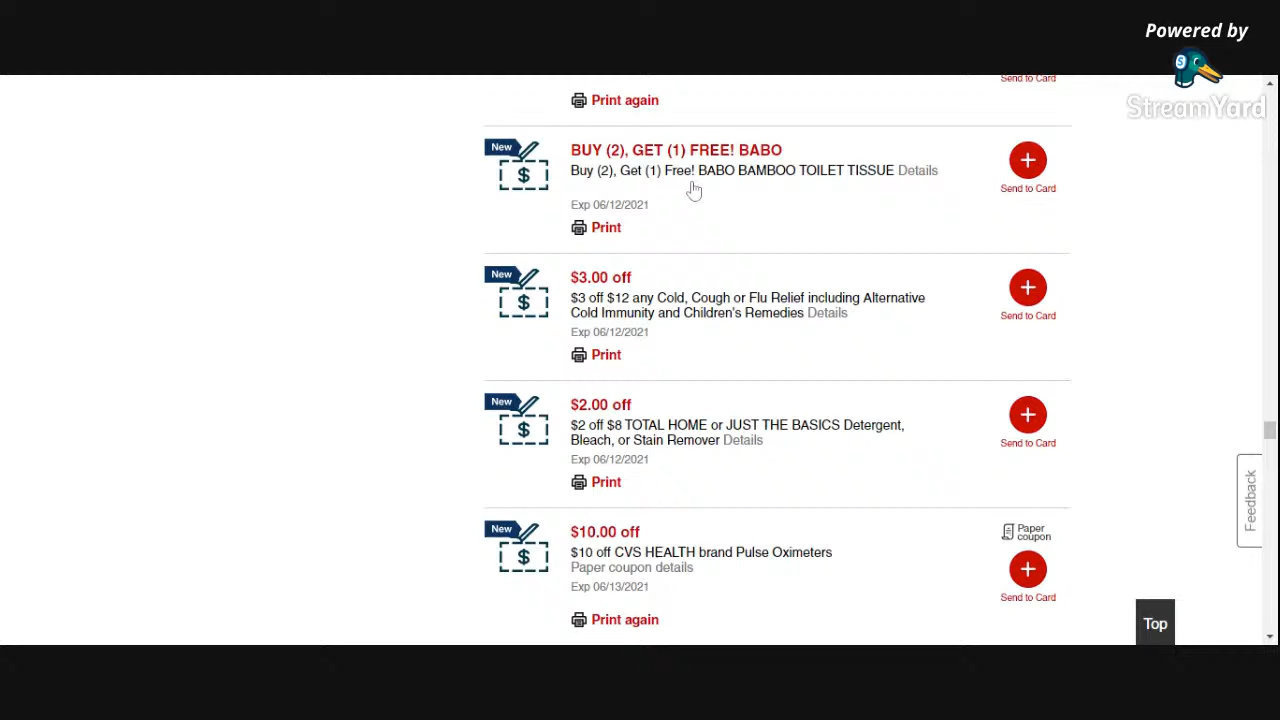 Powered by
StreamYard
Send to Card
Print again
New
BUY (2), GET (1) FREE! BABO
Buy (2), Get (1) Free! BABO BAMBOO TOILET TISSUE Details
Exp 06/12/2021
Print
Send to Card
New
$3.00 off
$3 off $12 any Cold, Cough or Flu Relief including Alternative
Cold Immunity and Children's Remedies Details
Exp 06/12/2021
Print
Send to Card
New
$2.00 off
$2 off $8 TOTAL HOME or JUST THE BASICS Detergent,
Bleach, or Stain Remover Details
Exp 06/12/2021
Print
Send to Card
New
$10.00 off
$10 off CVS HEALTH brand Pulse Oximeters
Paper coupon details
Exp 06/13/2021
Print again
Paper
coupon
Send to Card
Feedback
Top